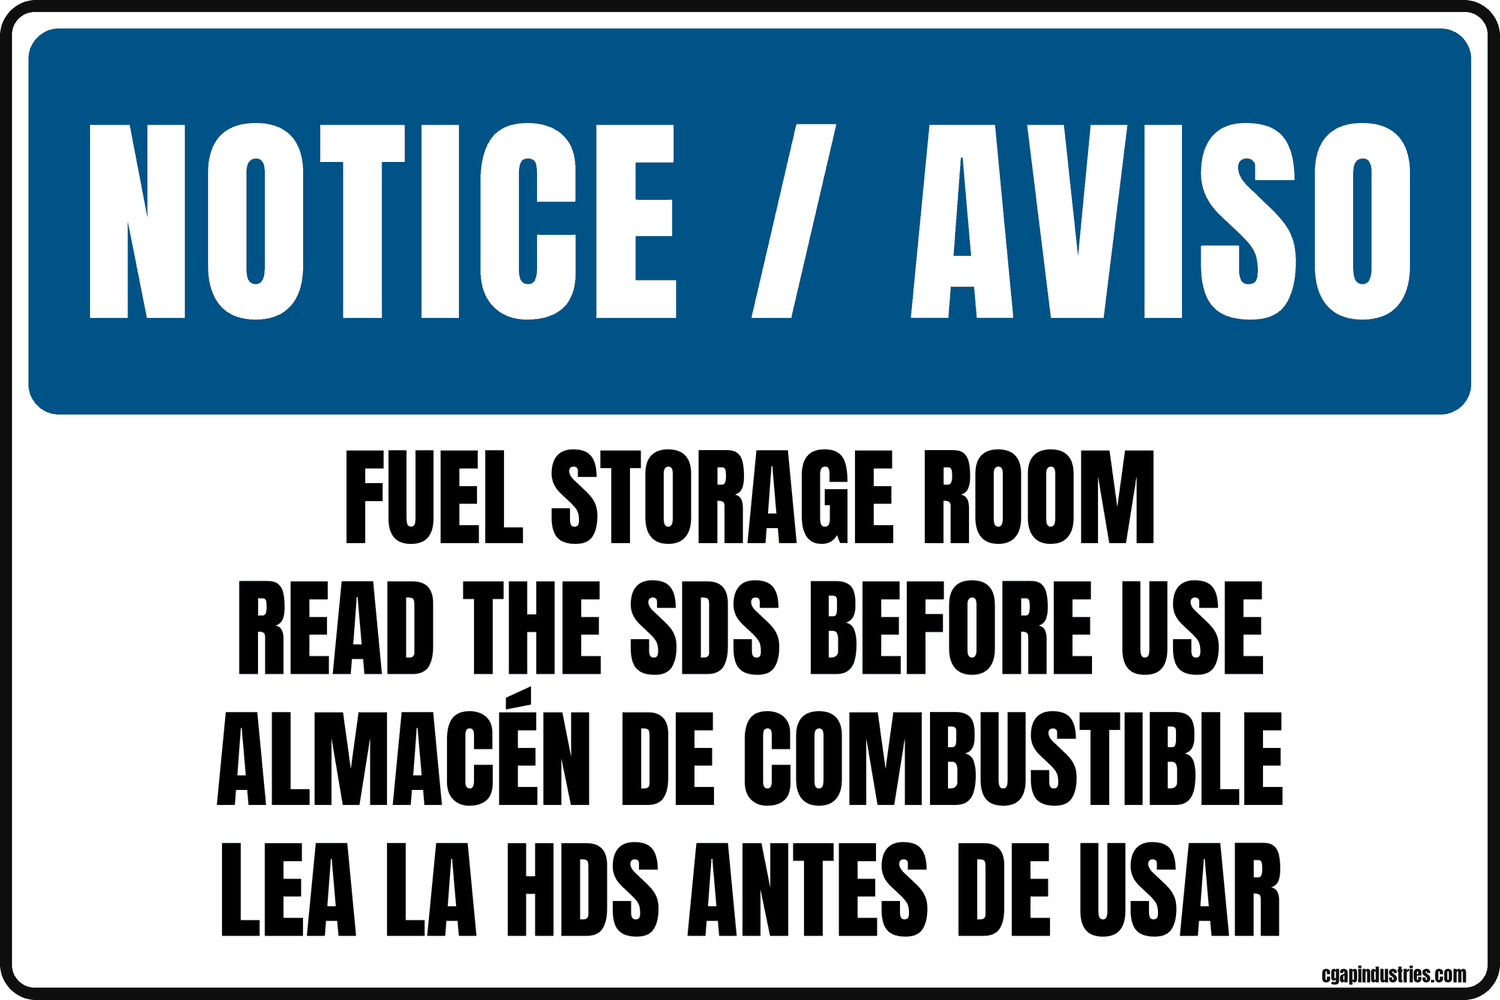 NOTICE / AVISO
FUEL STORAGE ROOM
READ THE SDS BEFORE USE
ALMACÉN DE COMBUSTIBLE
LEA LA HDS ANTES DE USAR
cgapindustries.com